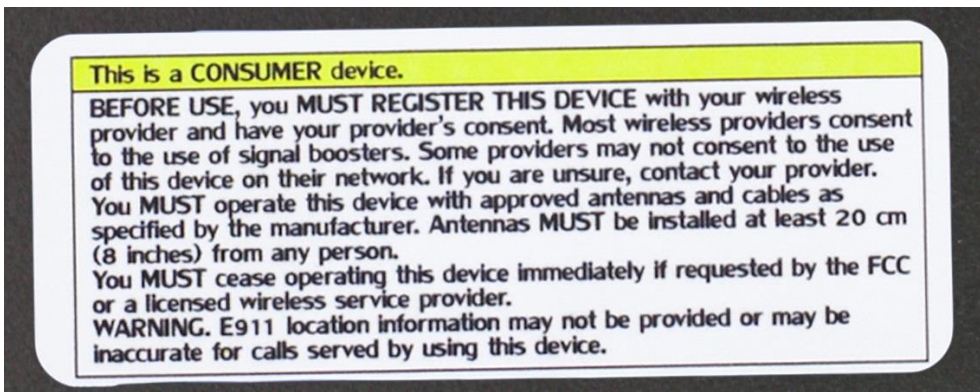 This is a CONSUMER device.
BEFORE USE, you MUST REGISTER THIS DEVICE with your wireless
provider and have your provider's consent. Most wireless providers consent
to the use of signal boosters. Some providers may not consent to the use
of this device on their network. If you are unsure, contact your provider.
You MUST operate this device with approved antennas and cables as
specified by the manufacturer. Antennas MUST be installed at least 20 cm
(8 inches) from any person.
You MUST cease operating this device immediately if requested by the FCC
or a licensed wireless service provider.
WARNING. E911 location information may not be provided or may be
inaccurate for calls served by using this device.